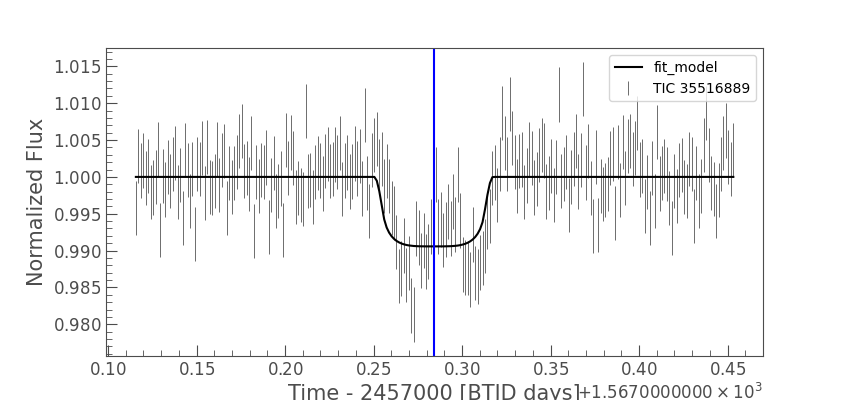 1.015
1.010
1.005
1.000
0.995
0.990
0.985
0.980
Normalized Flux
fit_model
TIC 35516889
0.10 0.15 0.20 0.25 0.30 0.35 0.40 0.45
Time - 2457000 [BTJD days]
+1.5670000000 × 10³